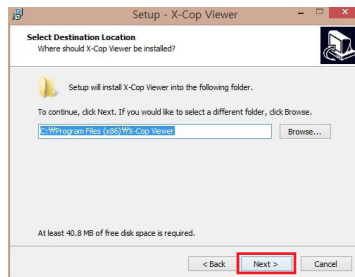 Setup - X-Cop Viewer
Select Destination Location
Where should X-Cop Viewer be installed?
Setup will install X-Cop Viewer into the following folder.
To continue, click Next. If you would like to select a different folder, click Browse.
C:₩Program Files (x86)₩X-Cop Viewer
Browse...
At least 40.8 MB of free disk space is required.
< Back
Next >
Cancel